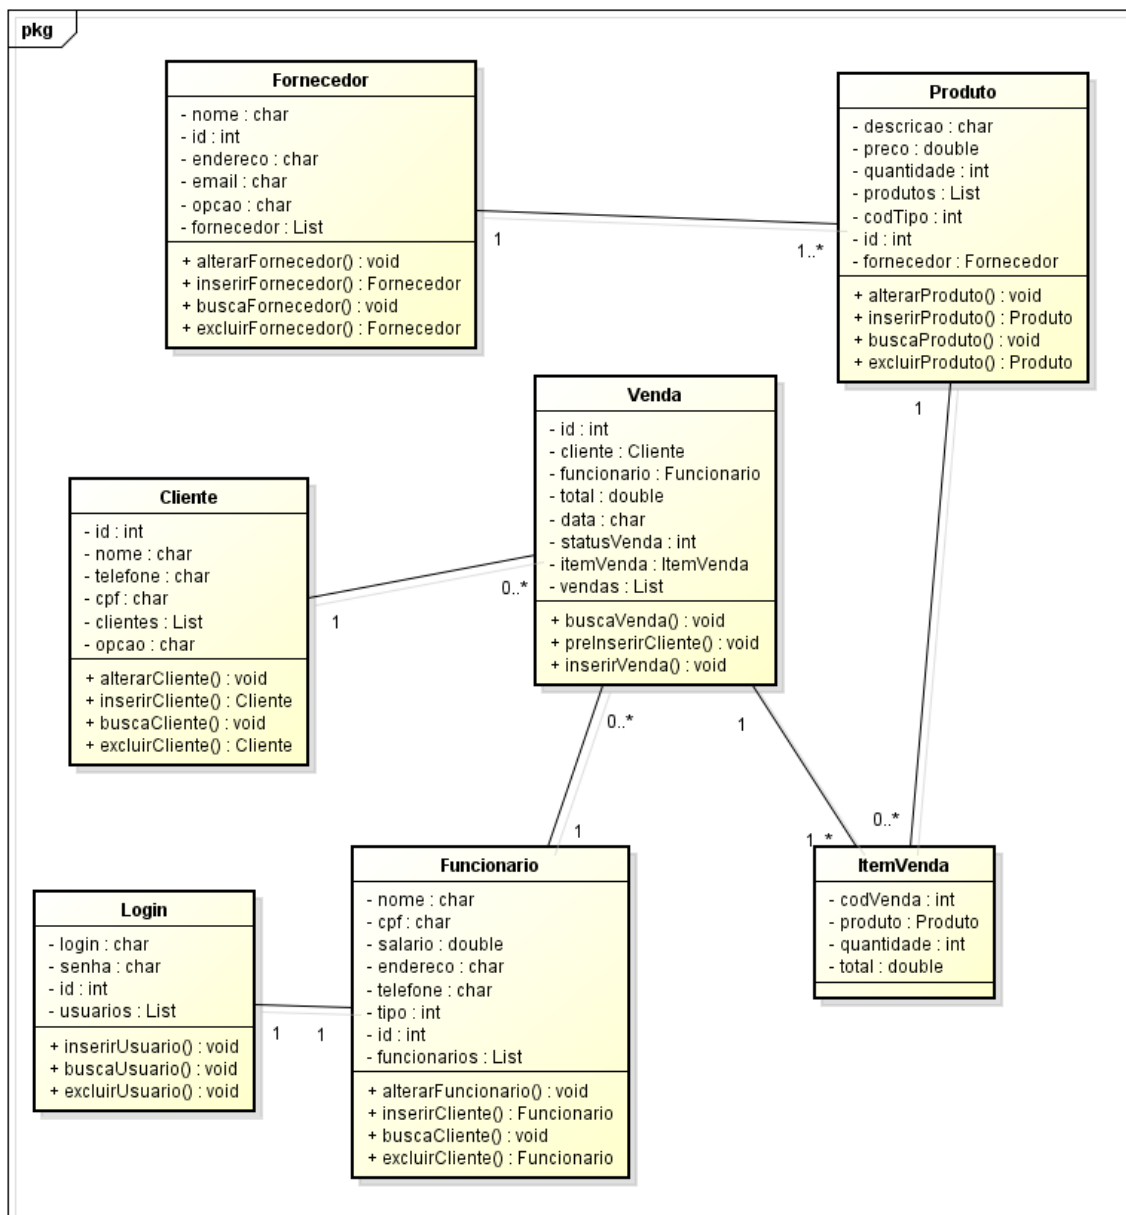 pkg
Fornecedor
- nome : char
- id : int
- endereco : char
- email : char
- opcao : char
- fornecedor : List
+ alterarFornecedor() : void
+ inserirFornecedor() : Fornecedor
+ buscaFornecedor() : void
+ excluirFornecedor() : Fornecedor
1
1..*
Produto
- descricao : char
- preco : double
- quantidade : int
- produtos : List
- codTipo : int
- id : int
- fornecedor : Fornecedor
+ alterarProduto() : void
+ inserirProduto() : Produto
+ buscaProduto() : void
+ excluirProduto() : Produto
1
0..*
Venda
- id : int
- cliente : Cliente
- funcionario : Funcionario
- total : double
- data : char
- statusVenda : int
- itemVenda : ItemVenda
- vendas : List
+ buscaVenda() : void
+ preInserirCliente() : void
+ inserirVenda() : void
Cliente
- id : int
- nome : char
- telefone : char
- cpf : char
- clientes : List
- opcao : char
+ alterarCliente() : void
+ inserirCliente() : Cliente
+ buscaCliente() : void
+ excluirCliente() : Cliente
1
0..*
0..*
1
1
1..*
Funcionario
- nome : char
- cpf : char
- salario : double
- endereco : char
- telefone : char
- tipo : int
- id : int
- funcionarios : List
+ alterarFuncionario() : void
+ inserirCliente() : Funcionario
+ buscaCliente() : void
+ excluirCliente() : Funcionario
ItemVenda
- codVenda : int
- produto : Produto
- quantidade : int
- total : double
Login
- login : char
- senha : char
- id : int
- usuarios : List
+ inserirUsuario() : void
+ buscaUsuario() : void
+ excluirUsuario() : void
1
1